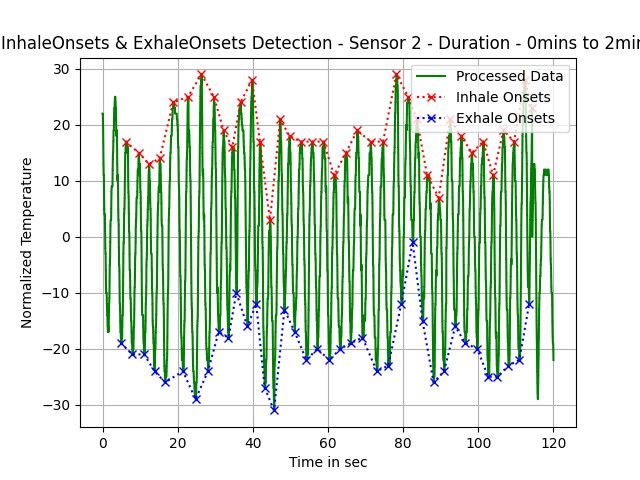 InhaleOnsets & ExhaleOnsets Detection - Sensor 2 - Duration - 0mins to 2min
Processed Data
Inhale Onsets
Exhale Onsets
Normalized Temperature
30
20
10
0
−10
−20
−30
0 20 40 60 80 100 120
Time in sec